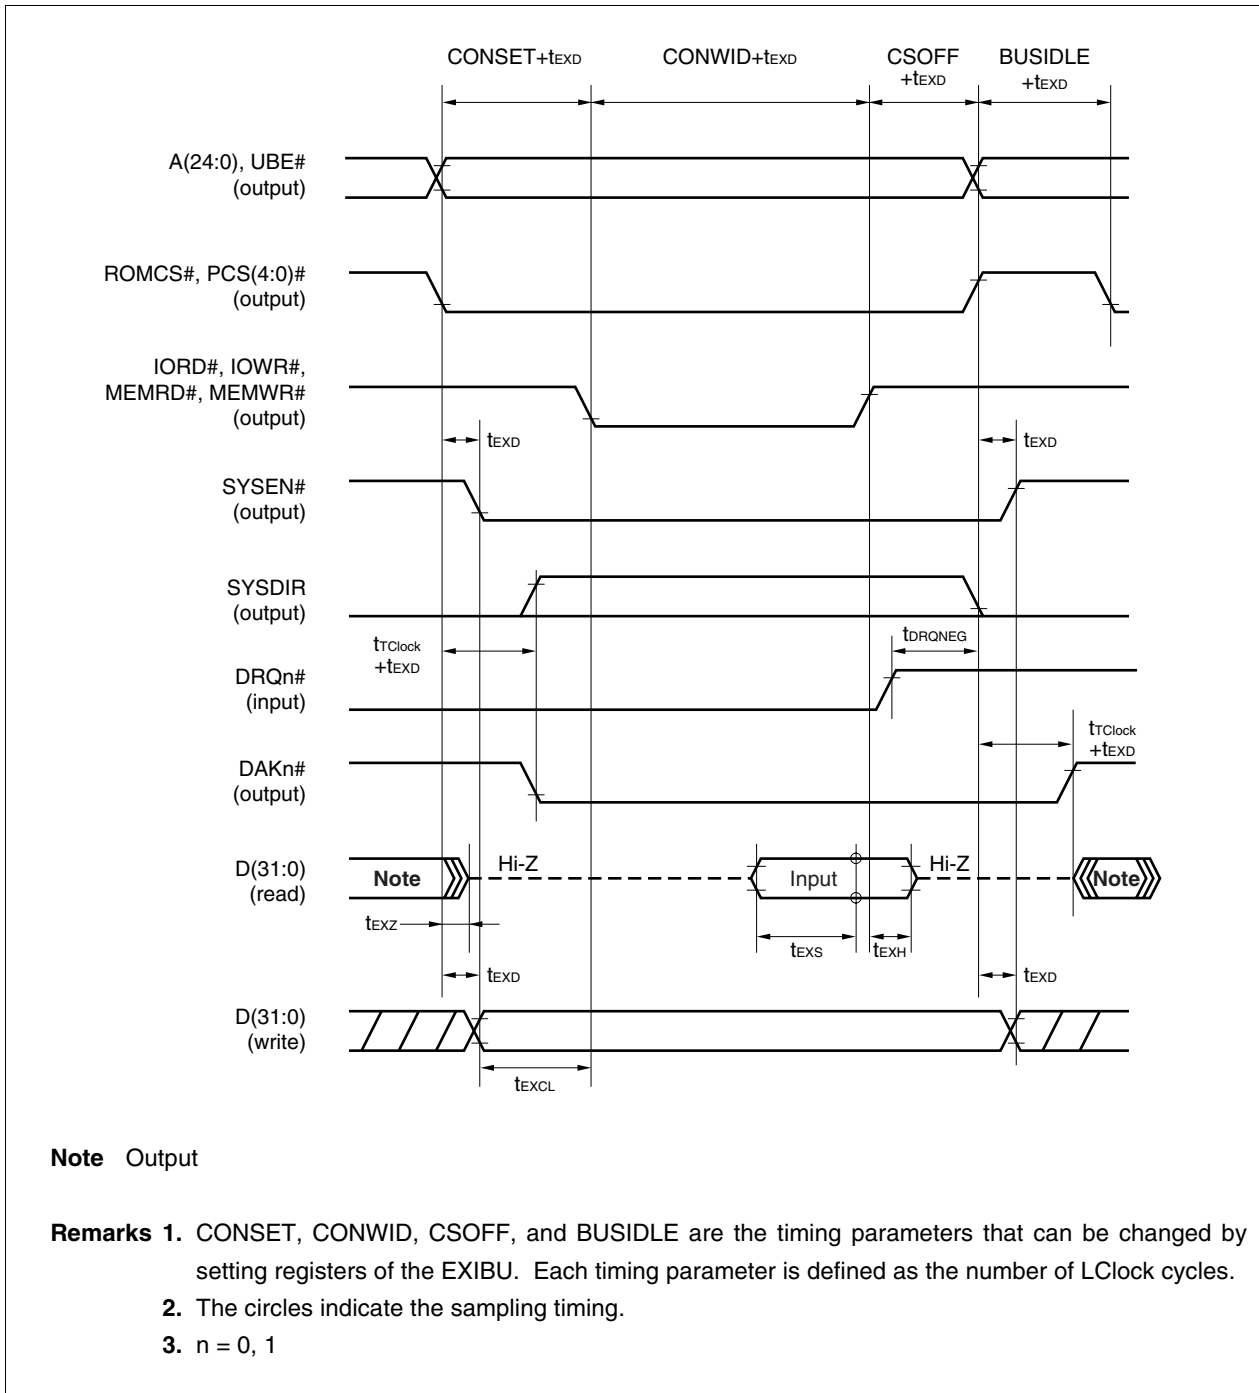 CONSET+tEXD
CONWID+tEXD
CSOFF
+tEXD
BUSIDLE
+tEXD
A(24:0), UBE#
(output)
ROMCS#, PCS(4:0)#
(output)
IORD#, IOWR#,
MEMRD#, MEMWR#
(output)
tEXD
tEXD
SYSEN#
(output)
SYSDIR
(output)
tTClock
+tEXD
tDRQNEG
DRQn#
(input)
tTClock
+tEXD
DAKn#
(output)
D(31:0)
(read)
Note
Hi-Z
Input
Hi-Z
Note
tEXZ
tEXS
tEXH
tEXD
tEXD
D(31:0)
(write)
tEXCL
Note Output
Remarks 1. CONSET, CONWID, CSOFF, and BUSIDLE are the timing parameters that can be changed by
setting registers of the EXIBU. Each timing parameter is defined as the number of LClock cycles.
2. The circles indicate the sampling timing.
3. n = 0, 1